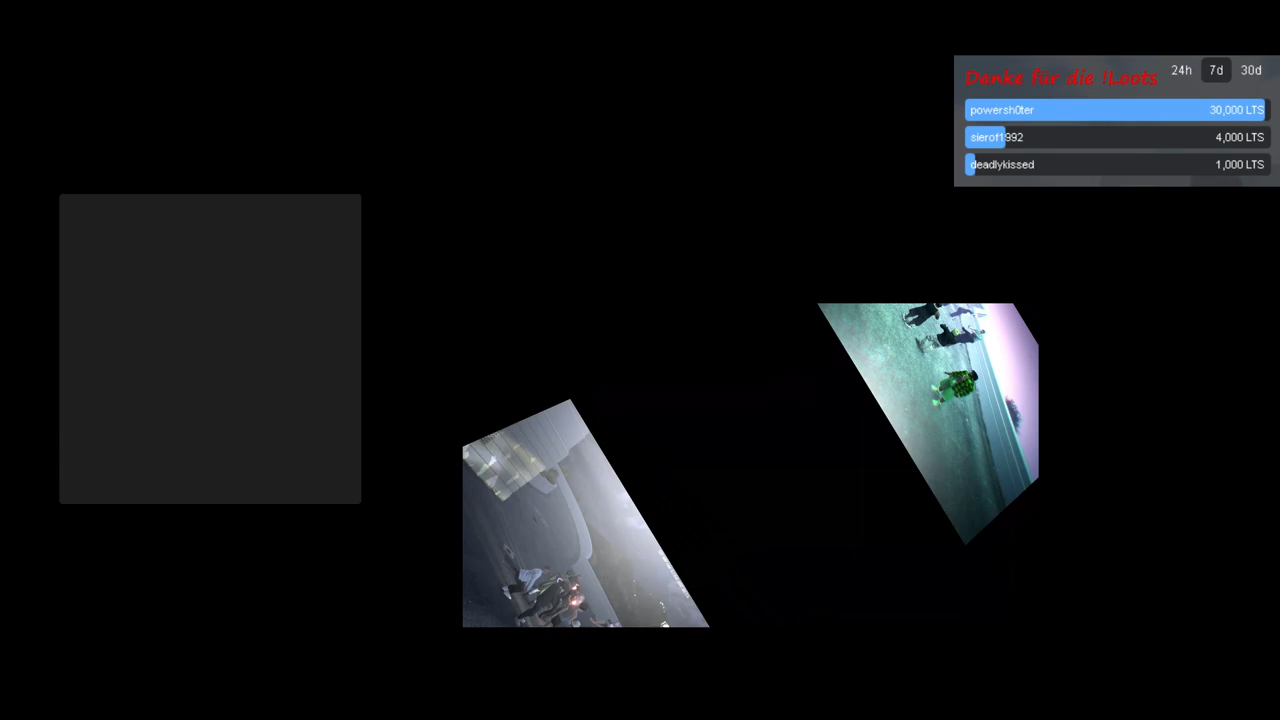 Danke für die !Loots
24h 7d 30d
powersh0ter 30,000 LTS
sierof1992 4,000 LTS
deadlykissed 1,000 LTS